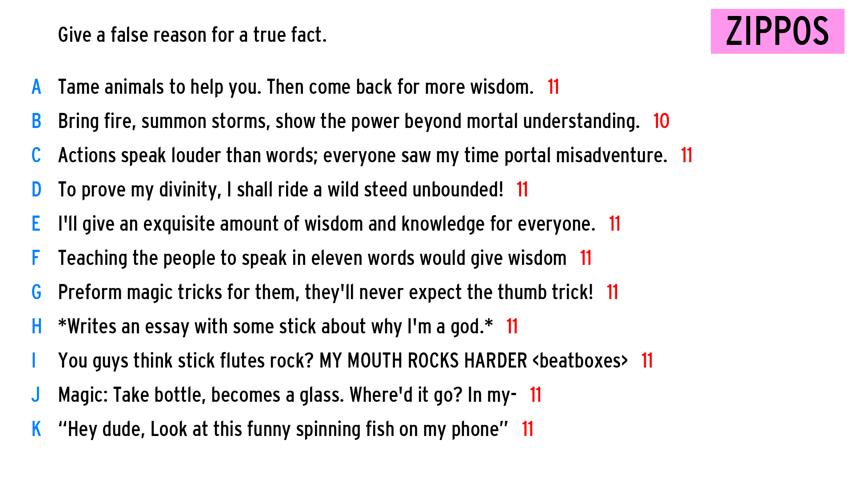 Give a false reason for a true fact.
ZIPPOS
A Tame animals to help you. Then come back for more wisdom. 11
B Bring fire, summon storms, show the power beyond mortal understanding. 10
C Actions speak louder than words; everyone saw my time portal misadventure. 11
D To prove my divinity, I shall ride a wild steed unbounded! 11
E I'll give an exquisite amount of wisdom and knowledge for everyone. 11
F Teaching the people to speak in eleven words would give wisdom 11
G Preform magic tricks for them, they'll never expect the thumb trick! 11
H *Writes an essay with some stick about why I'm a god.* 11
I You guys think stick flutes rock? MY MOUTH ROCKS HARDER <beatboxes> 11
J Magic: Take bottle, becomes a glass. Where'd it go? In my- 11
K “Hey dude, Look at this funny spinning fish on my phone” 11